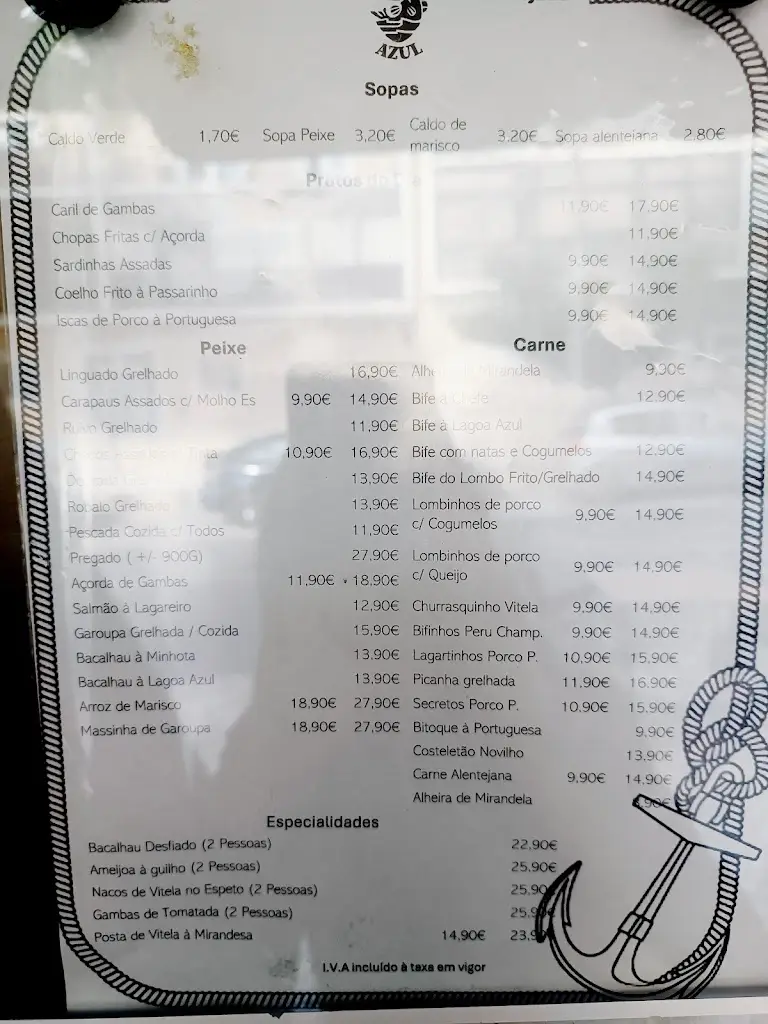 AZUL
Sopas
Caldo Verde 1,70€ Sopa Peixe 3,20€ Caldo de marisco 3,20€ Sopa alentejana 2,80€
Pratos do
Caril de Gambas 11,90€ 17,90€
Chopas Fritas c/ Açorda 11,90€
Sardinhas Assadas 9,90€ 14,90€
Coelho Frito à Passarinho 9,90€ 14,90€
Iscas de Porco à Portuguesa 9,90€ 14,90€
Peixe
Linguado Grelhado 16,90€
Carapaus Assados c/ Molho Es 9,90€ 14,90€
Ruivo Grelhado 11,90€
Tinta 10,90€ 16,90€
13,90€
Robalo Grelhado 13,90€
Pescada Cozida c/ Todos 11,90€
Pregado ( +/- 900G) 27,90€
Açorda de Gambas 11,90€ 18,90€
Salmão à Lagareiro 12,90€
Garoupa Grelhada / Cozida 15,90€
Bacalhau à Minhota 13,90€
Bacalhau à Lagoa Azul 13,90€
Arroz de Marisco 18,90€ 27,90€
Massinha de Garoupa 18,90€ 27,90€
Carne
Alheira de Mirandela 9,90€
Bife à Chefe 12,90€
Bife à Lagoa Azul
Bife com natas e Cogumelos 12,90€
Bife do Lombo Frito/Grelhado 14,90€
Lombinhos de porco
c/ Cogumelos 9,90€ 14,90€
Lombinhos de porco
c/ Queijo 9,90€ 14,90€
Churrasquinho Vitela 9,90€ 14,90€
Bifinhos Peru Champ. 9,90€ 14,90€
Lagartinhos Porco P. 10,90€ 15,90€
Picanha grelhada 11,90€ 16,90€
Secretos Porco P. 10,90€ 15,90€
Bitoque à Portuguesa 9,90€
Costeletão Novilho 13,90€
Carne Alentejana 9,90€ 14,90€
Alheira de Mirandela
Especialidades
Bacalhau Desfiado (2 Pessoas) 22,90€
Ameijoa à guilho (2 Pessoas) 25,90€
Nacos de Vitela no Espeto (2 Pessoas) 25,90
Gambas de Tomatada (2 Pessoas) 25,9
Posta de Vitela à Mirandesa 14,90€ 23,9
I.V.A incluído à taxa em vigor